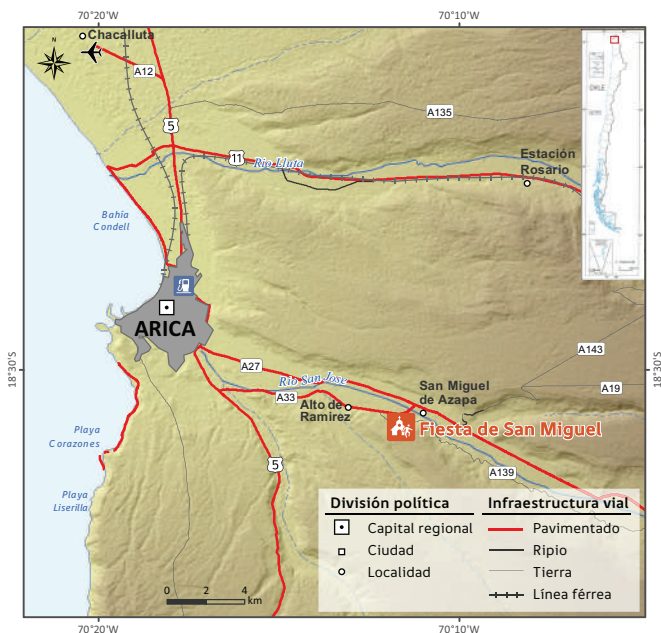 70°20'O
70°10'O
N
Chacalluta
A12
5
A135
11
Río Lluta
Estación
Rosario
CHILE
Bahía
Condell
ARICA
18°30'S
18°30'S
A27
A143
A19
Río San José
San Miguel
de Azapa
A33
Alto de
Ramírez
Fiesta de San Miguel
Playa
Corazones
5
A139
Playa
Liserilla
División política
Capital regional
Ciudad
Localidad
Infraestructura vial
Pavimentado
Ripio
Tierra
Línea férrea
0 2 4
km
70°20'O
70°10'O